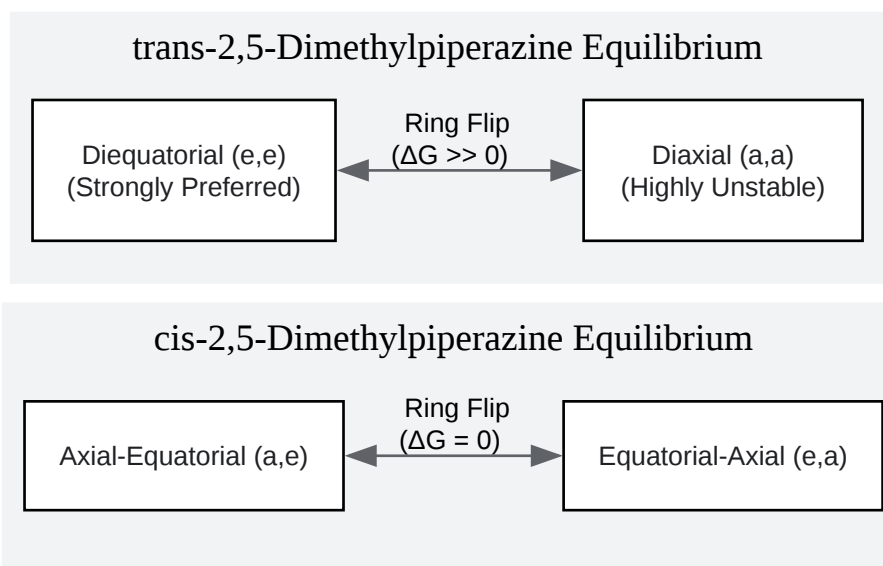 trans-2,5-Dimethylpiperazine Equilibrium
Diequatorial (e,e)
(Strongly Preferred)
Ring Flip
(ΔG >> 0)
Diaxial (a,a)
(Highly Unstable)
cis-2,5-Dimethylpiperazine Equilibrium
Axial-Equatorial (a,e)
Ring Flip
(ΔG = 0)
Equatorial-Axial (e,a)